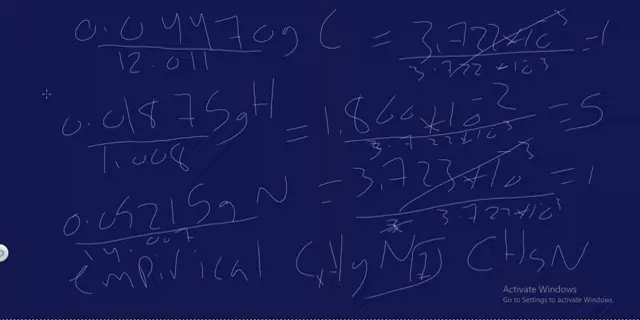 0.04470g C = 3.722*10^3 = 1
12.011 3.722*10^3
0.01875gH = 1.860*10^-2 = 5
1.008 3.722*10^3
0.05215g N = 3.723*10^3 = 1
14.007 3.722*10^3
empirical CxHyN CH5N
Activate Windows
Go to Settings to activate Windows.